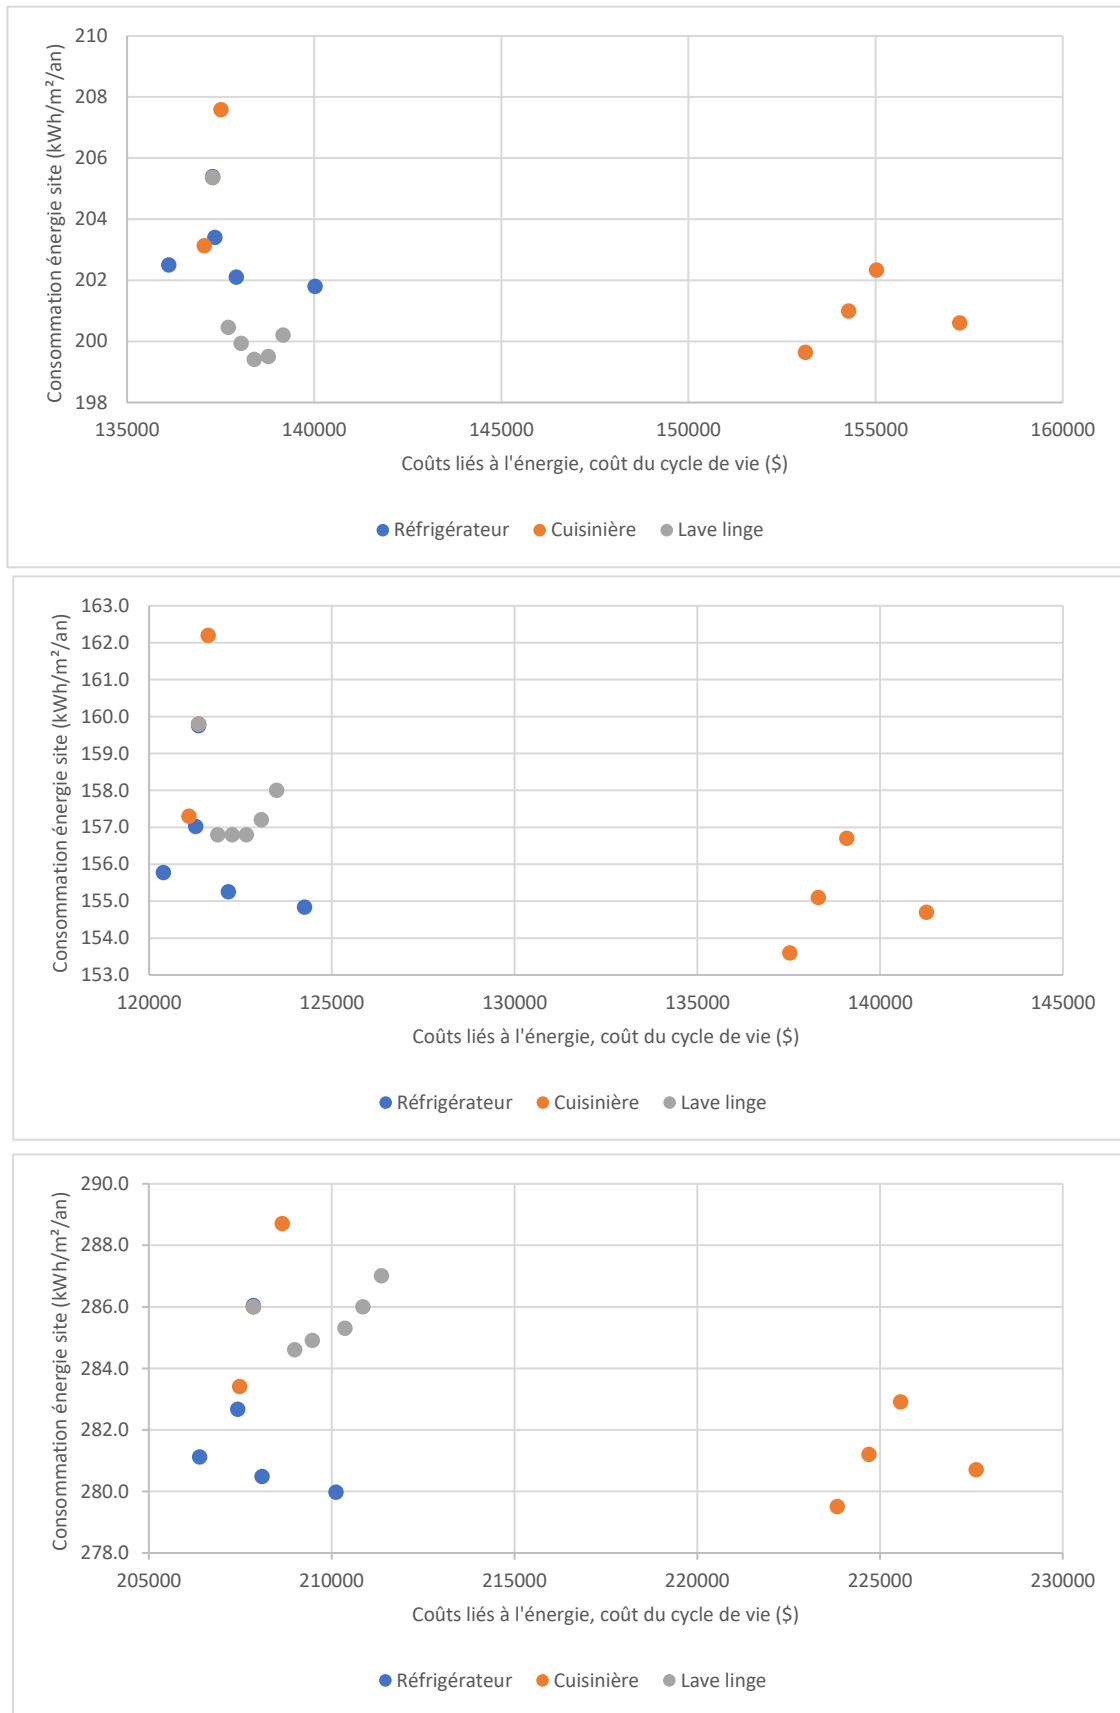 Consommation énergie site (kWh/m²/an)
210
208
206
204
202
200
198
135000 140000 145000 150000 155000 160000
Coûts liés à l'énergie, coût du cycle de vie ($)
Réfrigérateur Cuisinière Lave linge
Consommation énergie site (kWh/m²/an)
163.0
162.0
161.0
160.0
159.0
158.0
157.0
156.0
155.0
154.0
153.0
120000 125000 130000 135000 140000 145000
Coûts liés à l'énergie, coût du cycle de vie ($)
Réfrigérateur Cuisinière Lave linge
Consommation énergie site (kWh/m²/an)
290.0
288.0
286.0
284.0
282.0
280.0
278.0
205000 210000 215000 220000 225000 230000
Coûts liés à l'énergie, coût du cycle de vie ($)
Réfrigérateur Cuisinière Lave linge